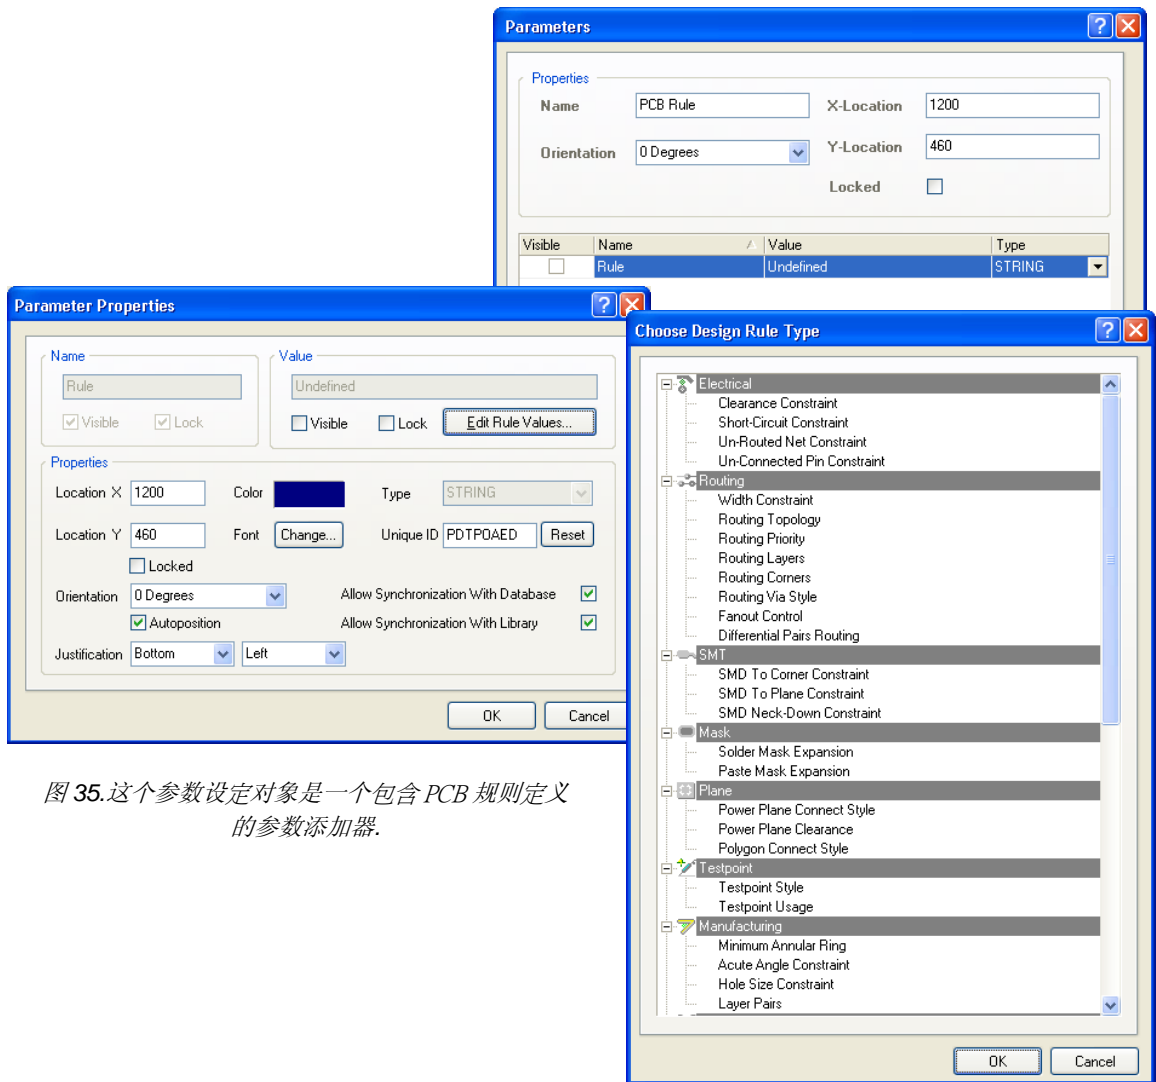 Parameters
Properties
Name PCB Rule X-Location 1200
Orientation 0 Degrees Y-Location 460
Locked
Visible Name Value Type
Rule Undefined STRING
Parameter Properties
Name
Rule
Visible Lock
Value
Undefined
Visible Lock Edit Rule Values...
Properties
Location X 1200 Color Type STRING
Location Y 460 Font Change... Unique ID PDTPOAED Reset
Locked
Orientation 0 Degrees Allow Synchronization With Database
Autoposition Allow Synchronization With Library
Justification Bottom Left
OK Cancel
Choose Design Rule Type
Electrical
Clearance Constraint
Short-Circuit Constraint
Un-Routed Net Constraint
Un-Connected Pin Constraint
Routing
Width Constraint
Routing Topology
Routing Priority
Routing Layers
Routing Corners
Routing Via Style
Fanout Control
Differential Pairs Routing
SMT
SMD To Corner Constraint
SMD To Plane Constraint
SMD Neck-Down Constraint
Mask
Solder Mask Expansion
Paste Mask Expansion
Plane
Power Plane Connect Style
Power Plane Clearance
Polygon Connect Style
Testpoint
Testpoint Style
Testpoint Usage
Manufacturing
Minimum Annular Ring
Acute Angle Constraint
Hole Size Constraint
Layer Pairs
OK Cancel
图 35.这个参数设定对象是一个包含 PCB 规则定义
的参数添加器.